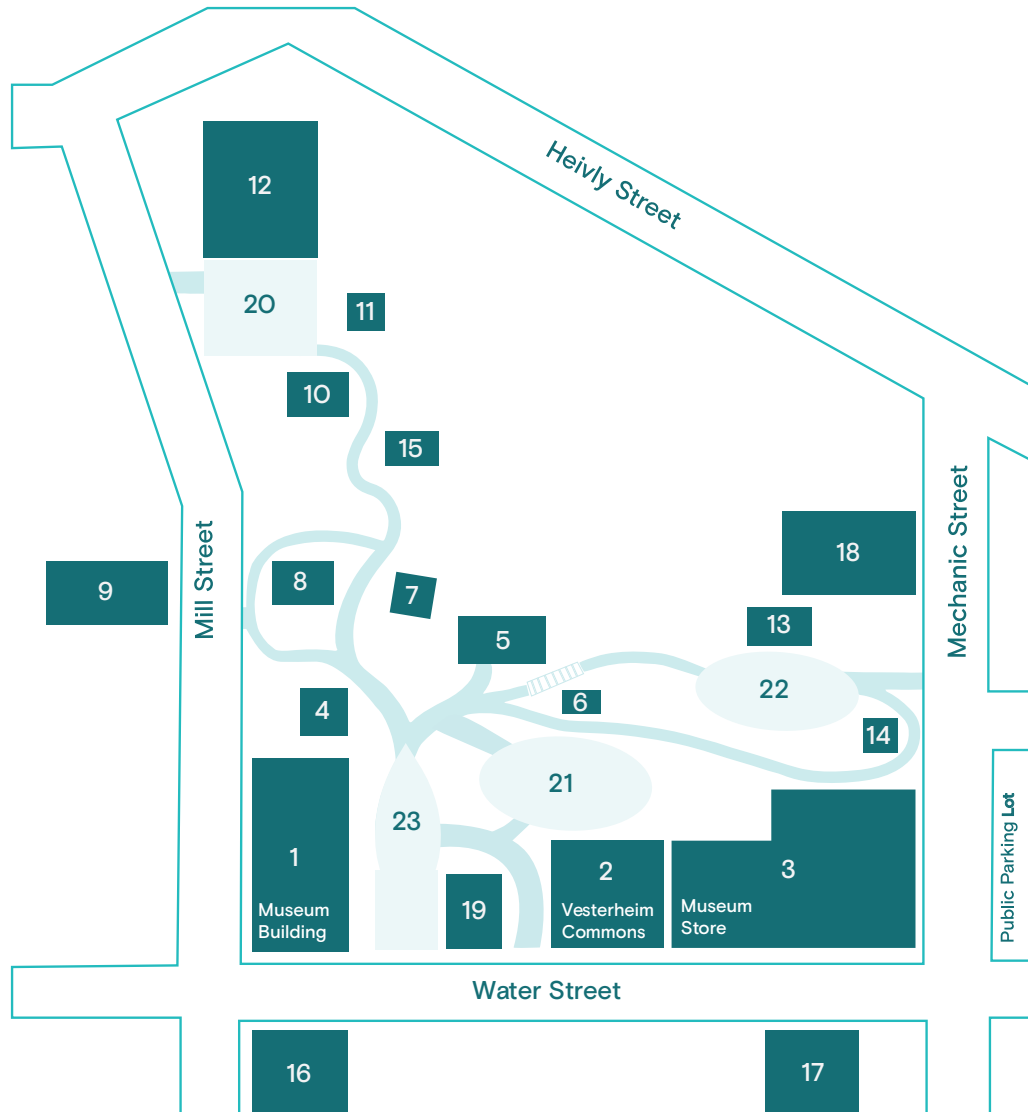 Heivly Street
12
20
11
10
15
Mill Street
Mechanic Street
18
9
8
7
13
5
22
6
4
14
21
23
1
Museum
Building
19
2
Vesterheim
Commons
3
Museum
Store
Public Parking Lot
Water Street
16
17